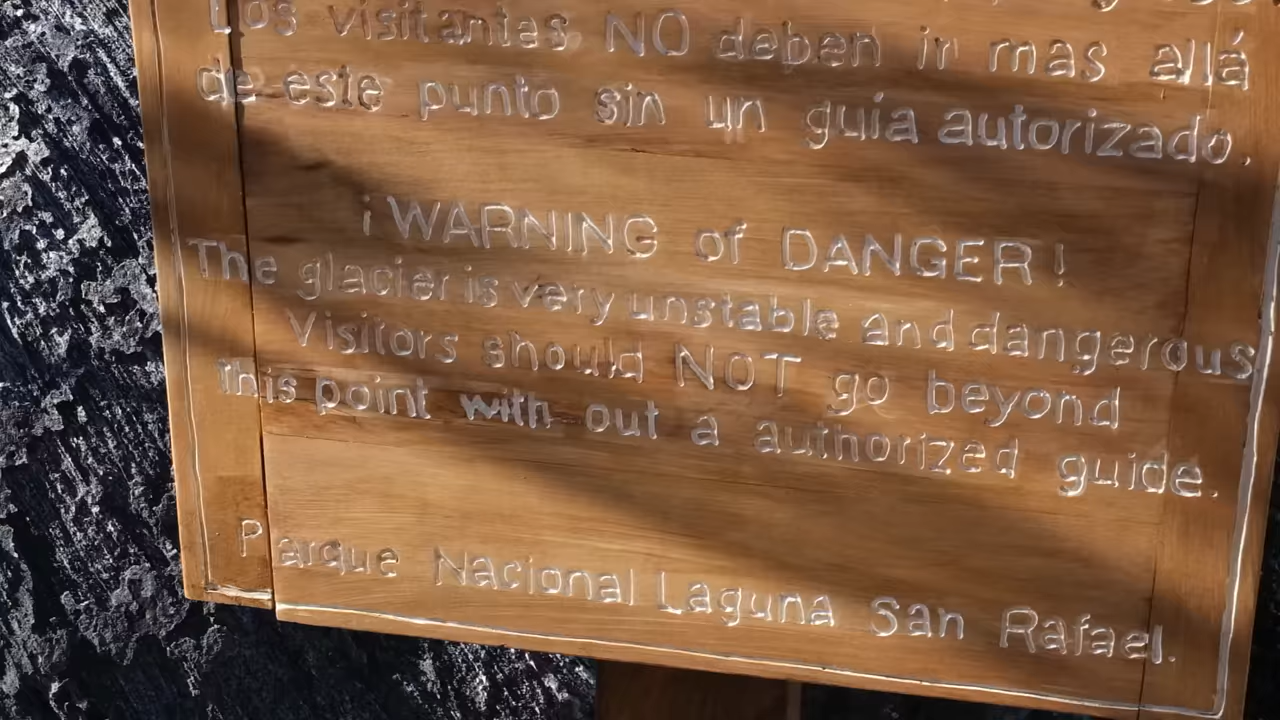 Los visitantes NO deben ir mas allá
de este punto sin un guía autorizado.
¡WARNING of DANGER!
The glacier is very unstable and dangerous
Visitors should NOT go beyond
this point with out a authorized guide.
Parque Nacional Laguna San Rafael.